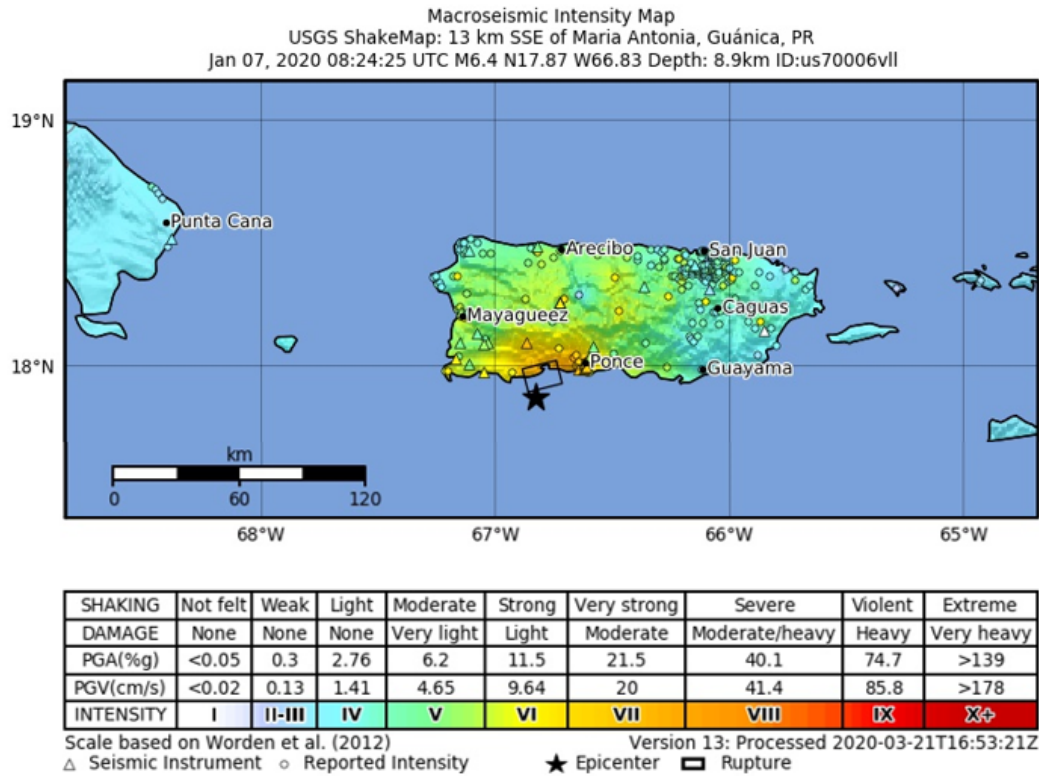 Macroseismic Intensity Map
USGS ShakeMap: 13 km SSE of Maria Antonia, Guánica, PR
Jan 07, 2020 08:24:25 UTC M6.4 N17.87 W66.83 Depth: 8.9km ID:us70006vll
19°N
Punta Cana
Arecibo
San Juan
Mayagueez
Caguas
18°N
Ponce
Guayama
km
0 60 120
68°W 67°W 66°W 65°W
SHAKING Not felt Weak Light Moderate Strong Very strong Severe Violent Extreme
DAMAGE None None None Very light Light Moderate Moderate/heavy Heavy Very heavy
PGA(%g) <0.05 0.3 2.76 6.2 11.5 21.5 40.1 74.7 >139
PGV(cm/s) <0.02 0.13 1.41 4.65 9.64 20 41.4 85.8 >178
INTENSITY I II-III IV V VI VII VIII IX X+
Scale based on Worden et al. (2012) Version 13: Processed 2020-03-21T16:53:21Z
Seismic Instrument Reported Intensity Epicenter Rupture